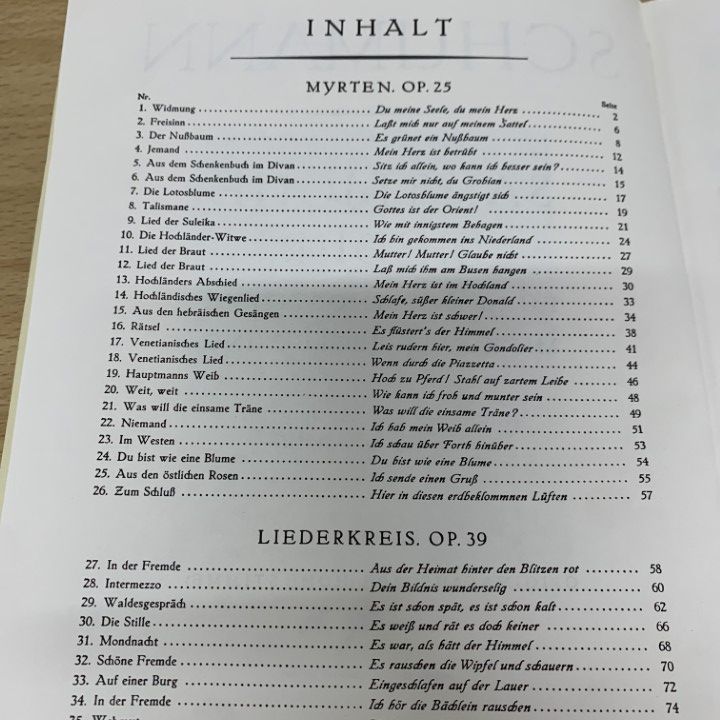 INHALT
MYRTEN. OP. 25
Nr. Seite
1. Widmung Du meine Seele, du mein Herz 2
2. Freisinn Laßt mich nur auf meinem Sattel 6
3. Der Nußbaum Es grünet ein Nußbaum 8
4. Jemand Mein Herz ist betrübt 12
5. Aus dem Schenkenbuch im Divan Sitz ich allein, wo kann ich besser sein? 14
6. Aus dem Schenkenbuch im Divan Setze mir nicht, du Grobian 15
7. Die Lotosblume Die Lotosblume ängstigt sich 17
8. Talismane Gottes ist der Orient! 19
9. Lied der Suleika Wie mit innigstem Behagen 21
10. Die Hochländer-Witwe Ich bin gekommen ins Niederland 24
11. Lied der Braut Mutter! Mutter! Glaube nicht 27
12. Lied der Braut Laß mich ihm am Busen hangen 29
13. Hochländers Abschied Mein Herz ist im Hochland 30
14. Hochländisches Wiegenlied Schlafe, süßer kleiner Donald 33
15. Aus den hebräischen Gesängen Mein Herz ist schwer! 34
16. Rätsel Es flüstert's der Himmel 38
17. Venetianisches Lied Leis rudern hier, mein Gondolier 41
18. Venetianisches Lied Wenn durch die Piazzetta 44
19. Hauptmanns Weib Hoch zu Pferd! Stahl auf zartem Leibe 46
20. Weit, weit Wie kann ich froh und munter sein 48
21. Was will die einsame Träne Was will die einsame Träne? 49
22. Niemand Ich hab mein Weib allein 51
23. Im Westen Ich schau über Forth hinüber 53
24. Du bist wie eine Blume Du bist wie eine Blume 54
25. Aus den östlichen Rosen Ich sende einen Gruß 55
26. Zum Schluß Hier in diesen erdbeklommnen Lüften 57
LIEDERKREIS. OP. 39
27. In der Fremde Aus der Heimat hinter den Blitzen rot 58
28. Intermezzo Dein Bildnis wunderselig 60
29. Waldesgespräch Es ist schon spät, es ist schon kalt 62
30. Die Stille Es weiß und rät es doch keiner 66
31. Mondnacht Es war, als hätt der Himmel 68
32. Schöne Fremde Es rauschen die Wipfel und schauern 70
33. Auf einer Burg Eingeschlafen auf der Lauer 72
34. In der Fremde Ich hör die Bächlein rauschen 74